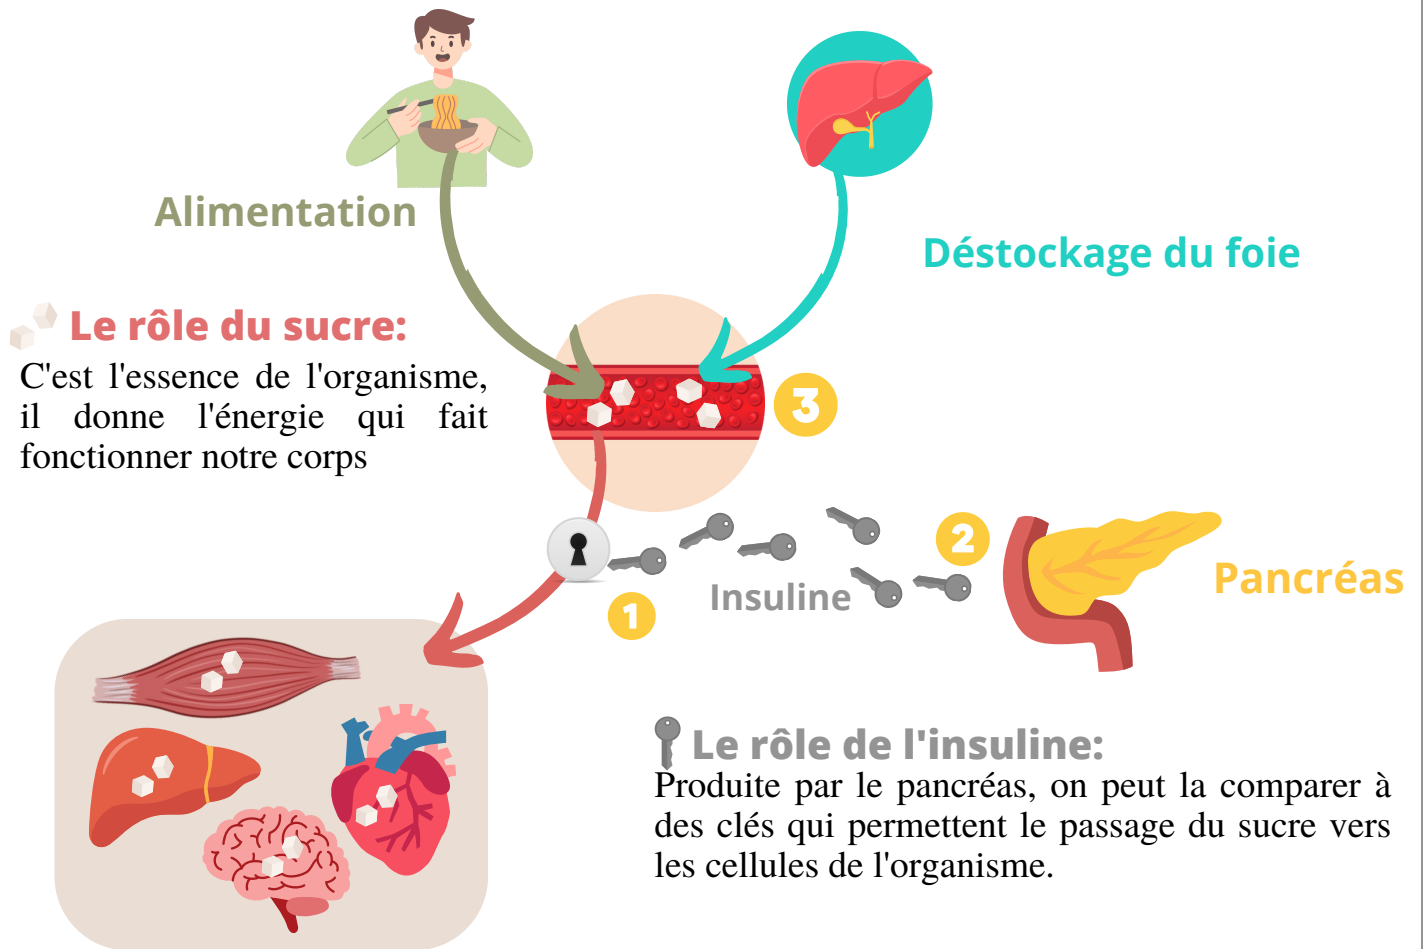 Alimentation
Déstockage du foie
Le rôle du sucre:
C'est l'essence de l'organisme,
il donne l'énergie qui fait
fonctionner notre corps
3
2
Pancréas
Insuline
1
Le rôle de l'insuline:
Produite par le pancréas, on peut la comparer à
des clés qui permettent le passage du sucre vers
les cellules de l'organisme.